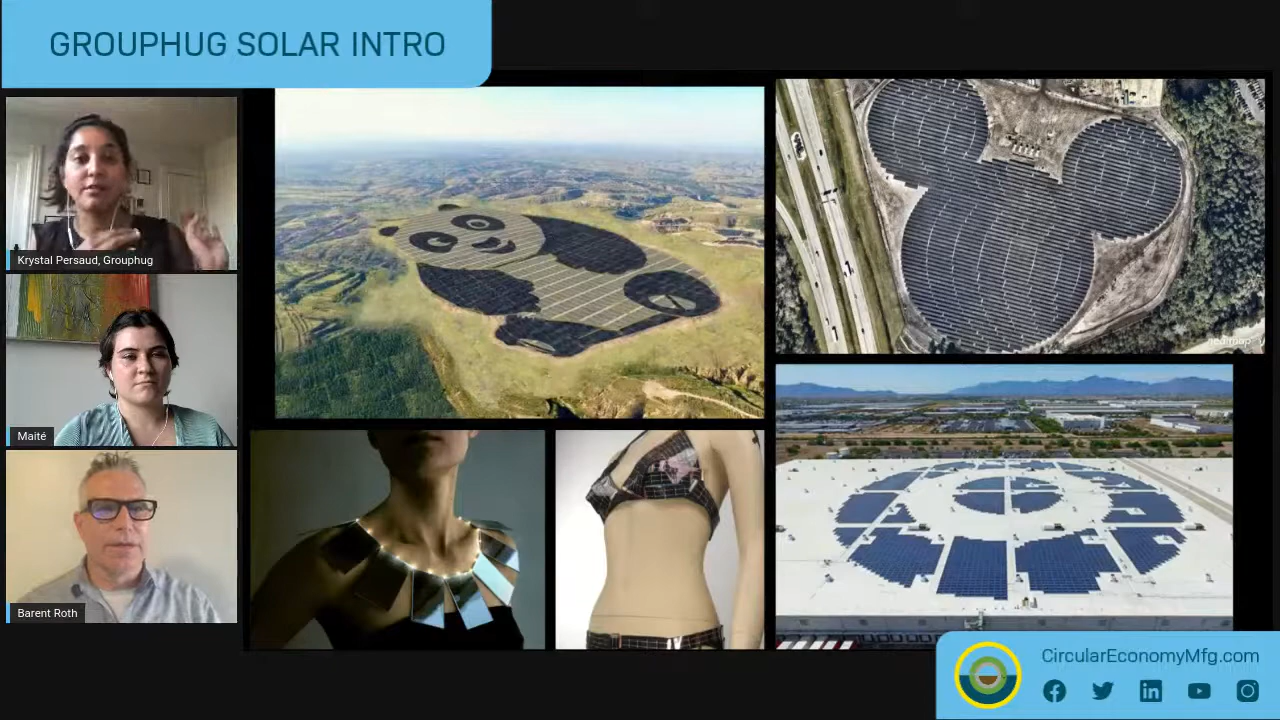 GROUPHUG SOLAR INTRO
Krystal Persaud, Grouphug
Maité
Barent Roth
CircularEconomyMfg.com